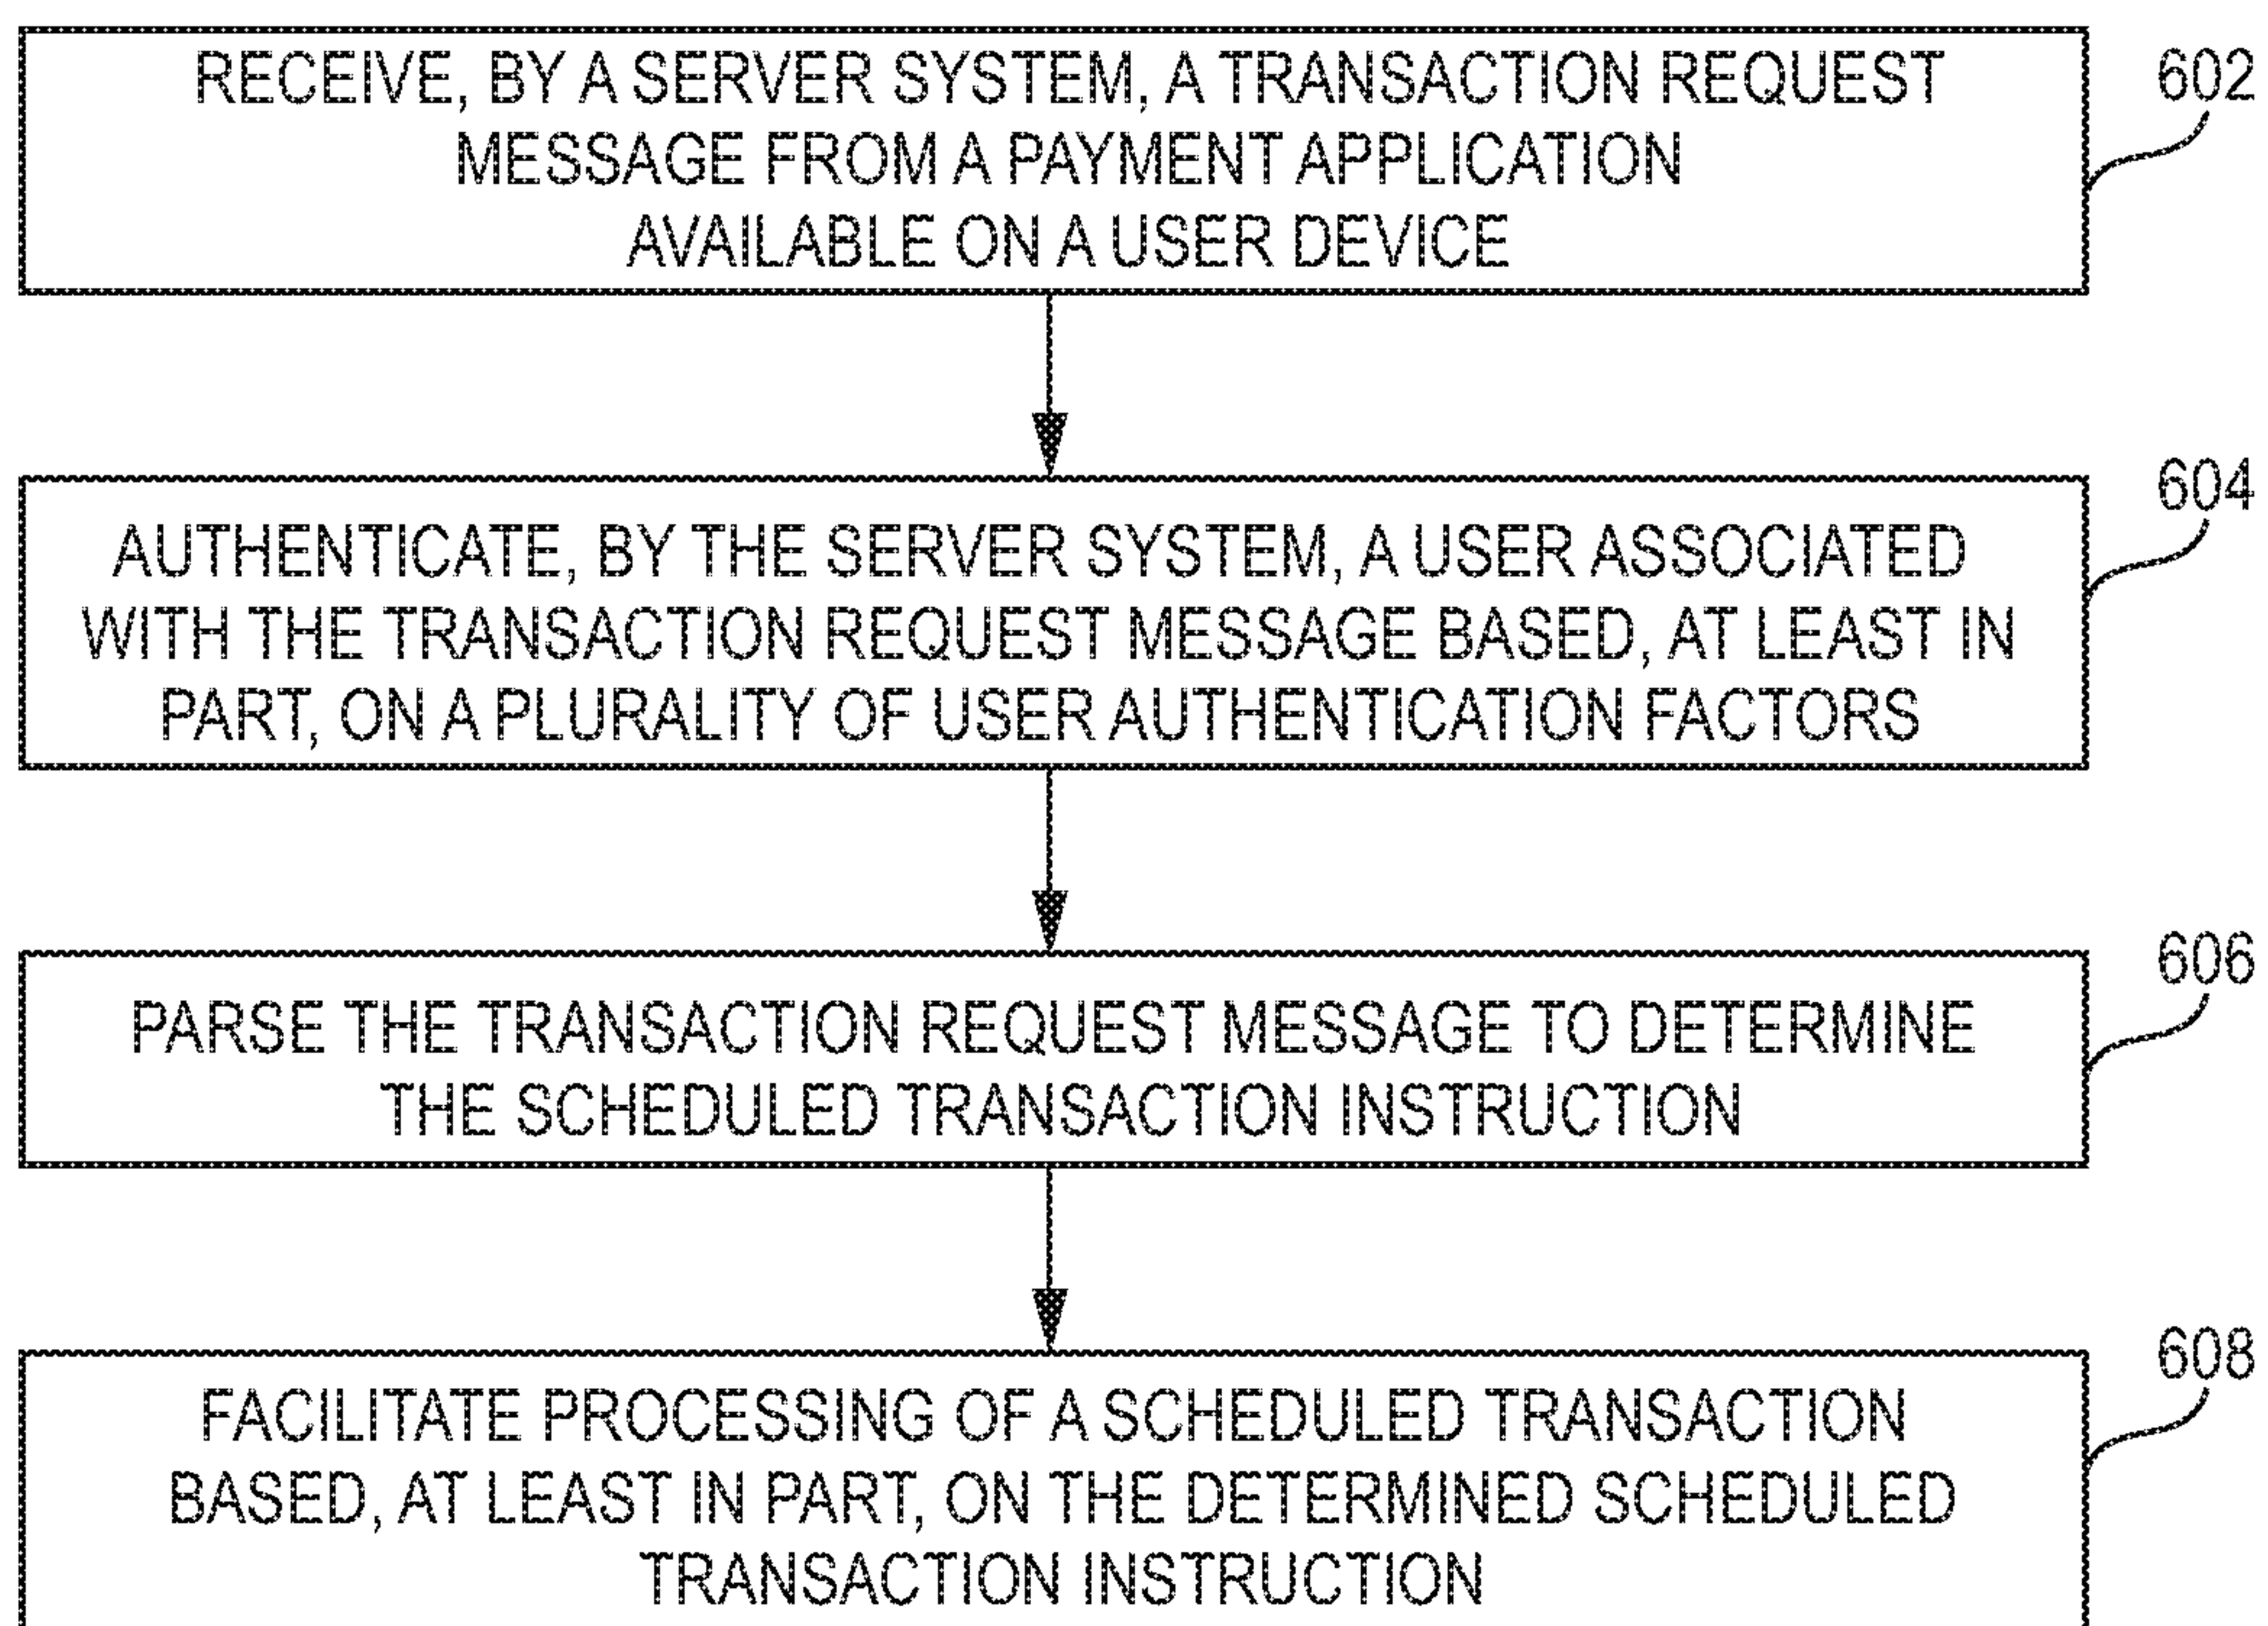 RECEIVE, BY A SERVER SYSTEM, A TRANSACTION REQUEST
MESSAGE FROM A PAYMENT APPLICATION
AVAILABLE ON A USER DEVICE
602
AUTHENTICATE, BY THE SERVER SYSTEM, A USER ASSOCIATED
WITH THE TRANSACTION REQUEST MESSAGE BASED, AT LEAST IN
PART, ON A PLURALITY OF USER AUTHENTICATION FACTORS
604
PARSE THE TRANSACTION REQUEST MESSAGE TO DETERMINE
THE SCHEDULED TRANSACTION INSTRUCTION
606
FACILITATE PROCESSING OF A SCHEDULED TRANSACTION
BASED, AT LEAST IN PART, ON THE DETERMINED SCHEDULED
TRANSACTION INSTRUCTION
608